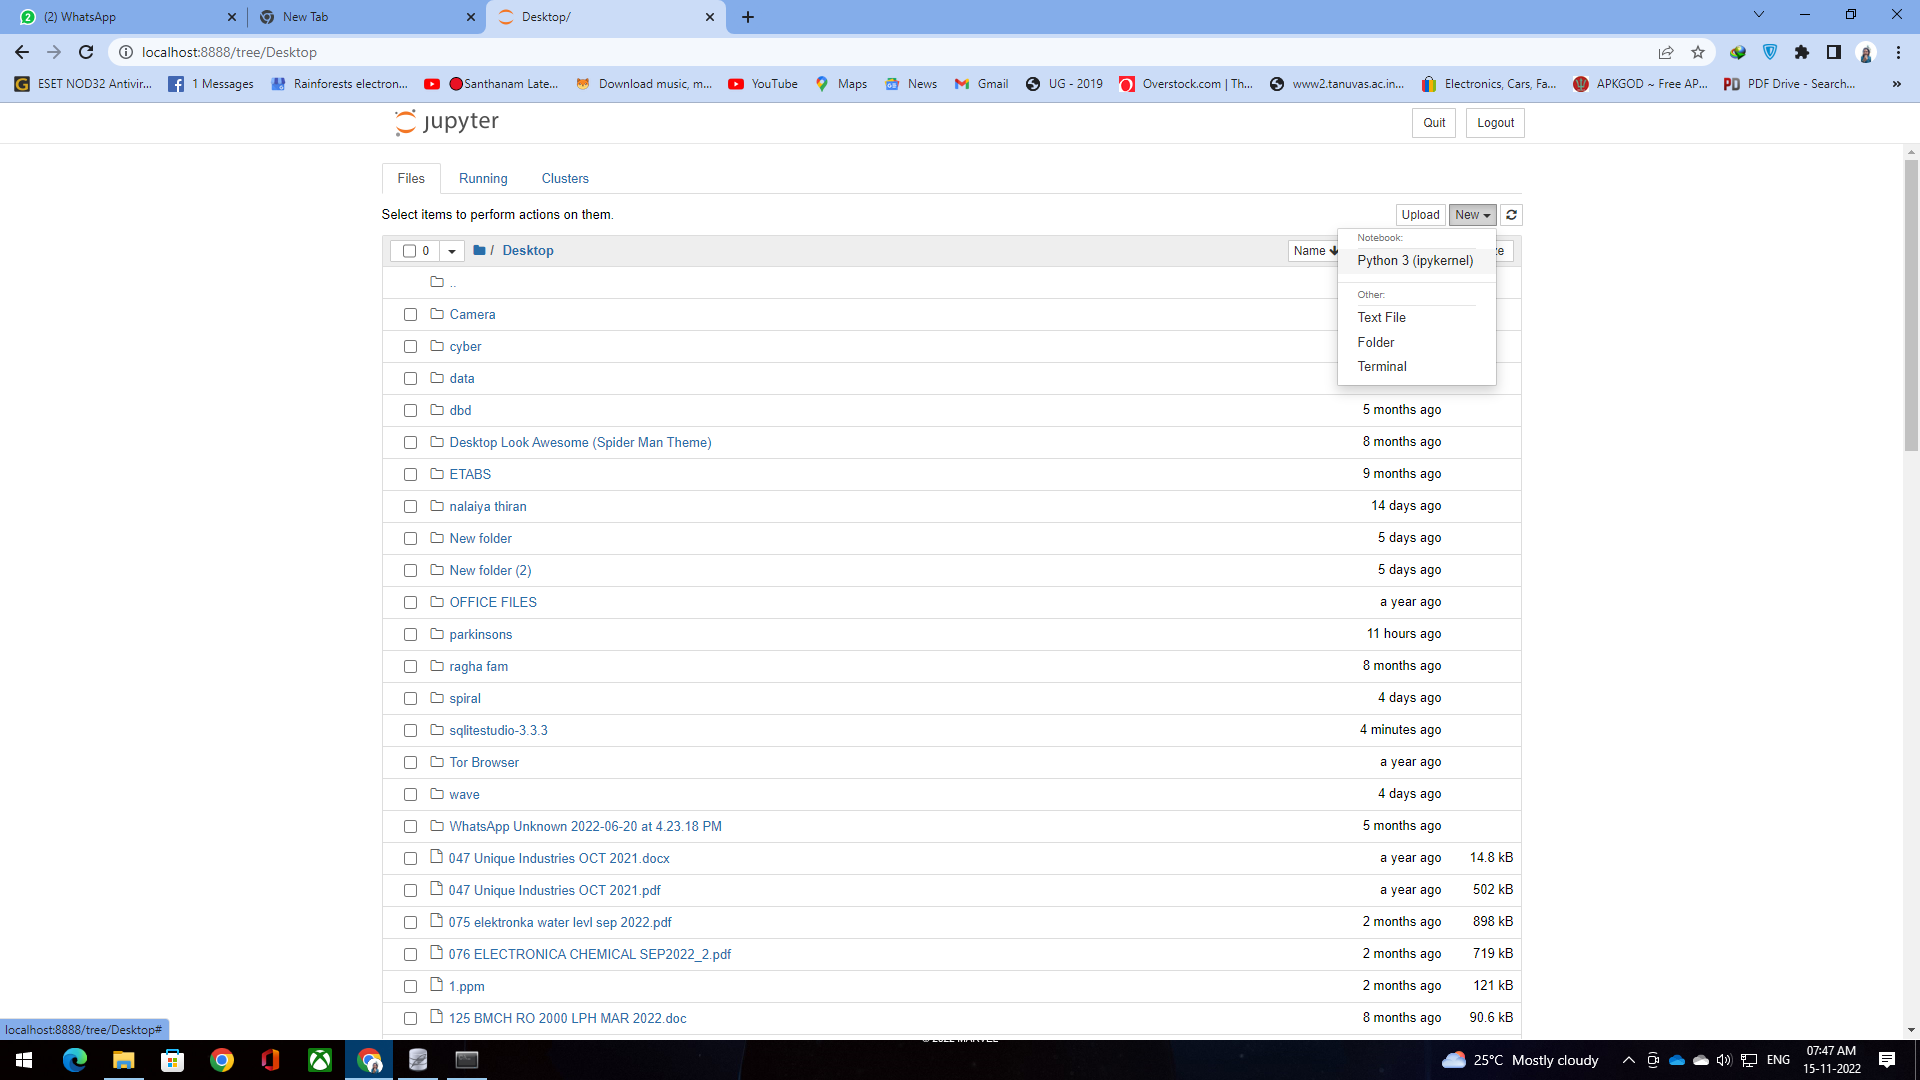 (2) WhatsApp
New Tab
Desktop/
localhost:8888/tree/Desktop
ESET NOD32 Antivir...
1 Messages
Rainforests electron...
Santhanam Late...
Download music, m...
YouTube
Maps
News
Gmail
UG - 2019
Overstock.com | Th...
www2.tanuvas.ac.in...
Electronics, Cars, Fa...
APKGOD ~ Free AP...
PDF Drive - Search...
jupyter
Quit
Logout
Files
Running
Clusters
Select items to perform actions on them.
Upload
New
0
/ Desktop
Name
Notebook:
Python 3 (ipykernel)
Other:
Text File
Folder
Terminal
..
Camera
cyber
data
dbd 5 months ago
Desktop Look Awesome (Spider Man Theme) 8 months ago
ETABS 9 months ago
nalaiya thiran 14 days ago
New folder 5 days ago
New folder (2) 5 days ago
OFFICE FILES a year ago
parkinsons 11 hours ago
ragha fam 8 months ago
spiral 4 days ago
sqlitestudio-3.3.3 4 minutes ago
Tor Browser a year ago
wave 4 days ago
WhatsApp Unknown 2022-06-20 at 4.23.18 PM 5 months ago
047 Unique Industries OCT 2021.docx a year ago 14.8 kB
047 Unique Industries OCT 2021.pdf a year ago 502 kB
075 elektronka water levl sep 2022.pdf 2 months ago 898 kB
076 ELECTRONICA CHEMICAL SEP2022_2.pdf 2 months ago 719 kB
1.ppm 2 months ago 121 kB
125 BMCH RO 2000 LPH MAR 2022.doc 8 months ago 90.6 kB
localhost:8888/tree/Desktop#
25°C Mostly cloudy
ENG
07:47 AM
15-11-2022